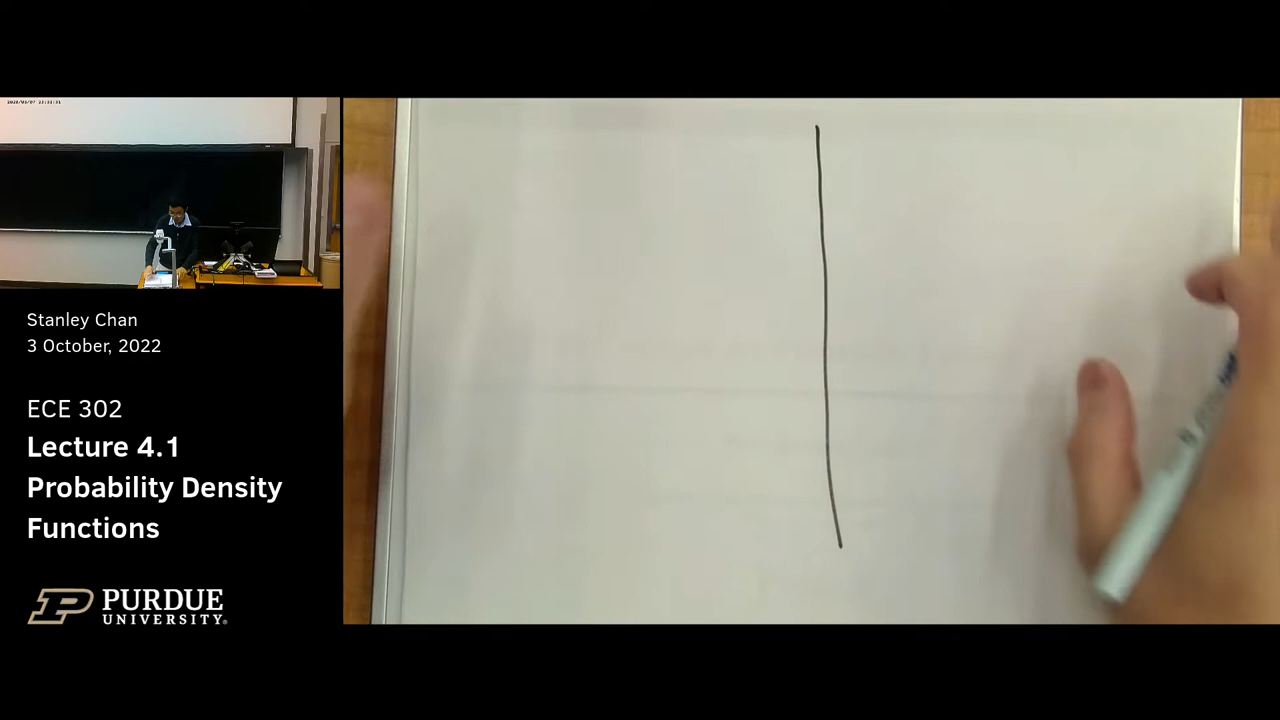 Stanley Chan
3 October, 2022
ECE 302
Lecture 4.1
Probability Density
Functions
PURDUE
UNIVERSITY.